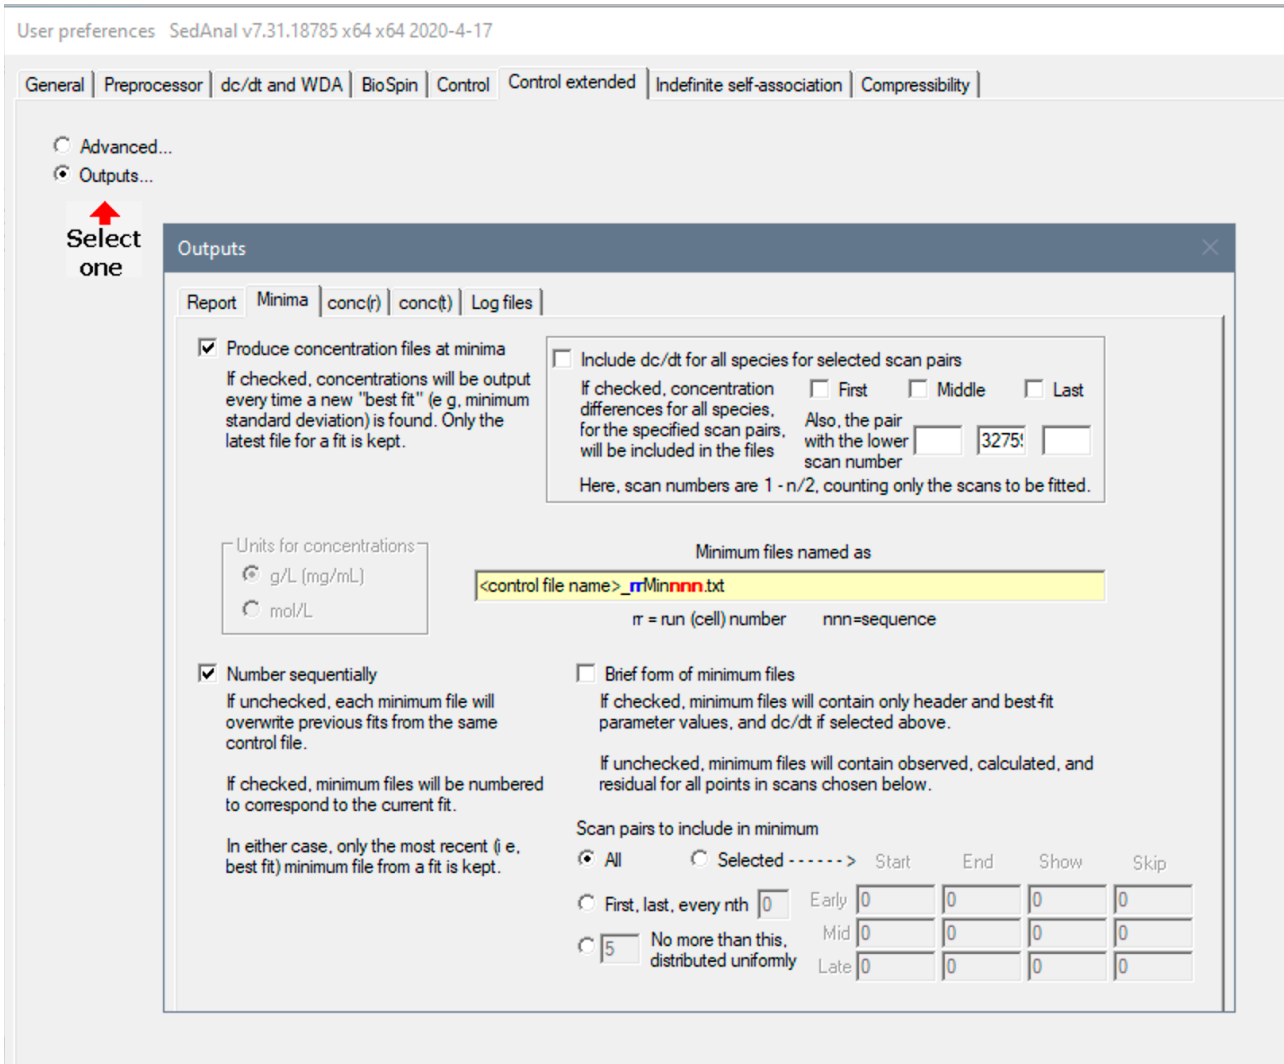 User preferences   SedAnal v7.31.18785 x64 x64 2020-4-17
General Preprocessor dc/dt and WDA BioSpin Control Control extended Indefinite self-association Compressibility
Advanced...
Outputs...
Select
one
Outputs
Report Minima conc(r) conc(t) Log files
Produce concentration files at minima
If checked, concentrations will be output
every time a new "best fit" (e g, minimum
standard deviation) is found. Only the
latest file for a fit is kept.
Include dc/dt for all species for selected scan pairs
If checked, concentration
differences for all species,
for the specified scan pairs,
will be included in the files
First Middle Last
Also, the pair
with the lower
scan number
3275
Here, scan numbers are 1 - n/2, counting only the scans to be fitted.
Units for concentrations
g/L (mg/mL)
mol/L
Minimum files named as
<control file name>_rrMinnnn.txt
rr = run (cell) number nnn=sequence
Number sequentially
If unchecked, each minimum file will
overwrite previous fits from the same
control file.
If checked, minimum files will be numbered
to correspond to the current fit.
In either case, only the most recent (i e,
best fit) minimum file from a fit is kept.
Brief form of minimum files
If checked, minimum files will contain only header and best-fit
parameter values, and dc/dt if selected above.
If unchecked, minimum files will contain observed, calculated, and
residual for all points in scans chosen below.
Scan pairs to include in minimum
All Selected - - - - - - > Start End Show Skip
First, last, every nth 0
Early 0 0 0 0
5 No more than this,
distributed uniformly
Mid 0 0 0 0
Late 0 0 0 0